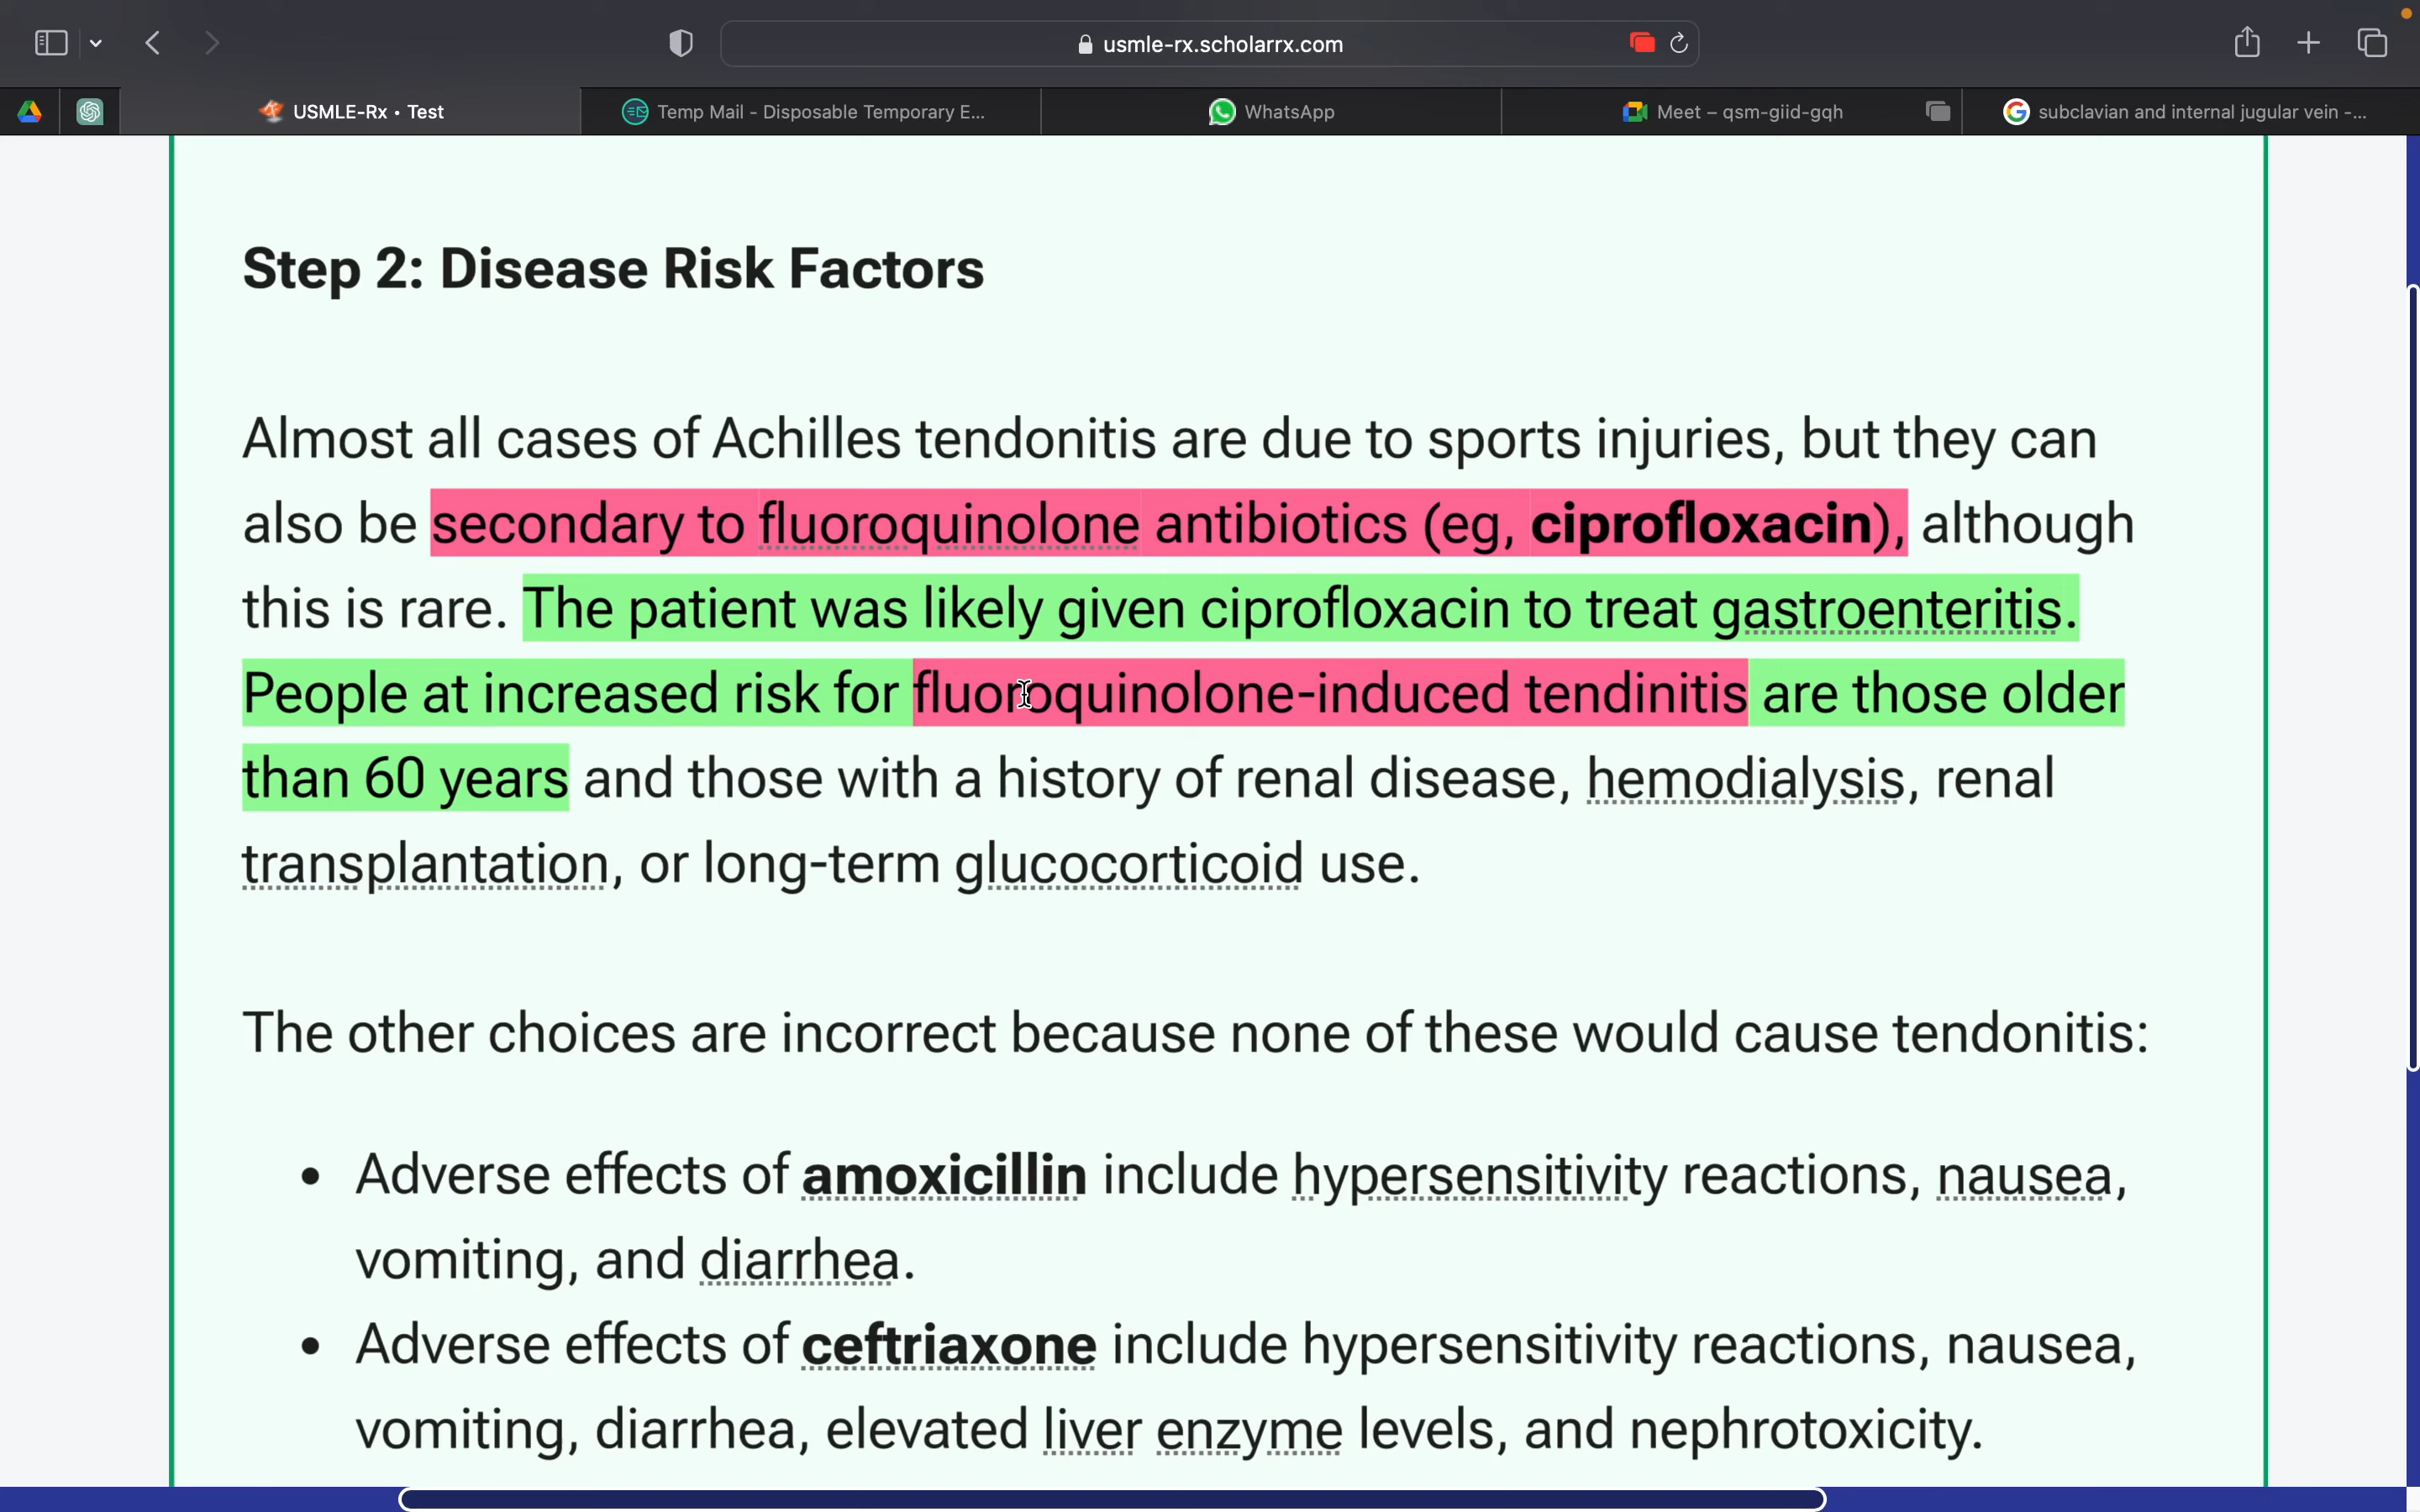 usmle-rx.scholarrx.com
USMLE-Rx • Test
Temp Mail - Disposable Temporary E...
WhatsApp
Meet – qsm-giid-gqh
subclavian and internal jugular vein -...
Step 2: Disease Risk Factors
Almost all cases of Achilles tendonitis are due to sports injuries, but they can
also be secondary to fluoroquinolone antibiotics (eg, ciprofloxacin), although
this is rare. The patient was likely given ciprofloxacin to treat gastroenteritis.
People at increased risk for fluoroquinolone-induced tendinitis are those older
than 60 years and those with a history of renal disease, hemodialysis, renal
transplantation, or long-term glucocorticoid use.
The other choices are incorrect because none of these would cause tendonitis:
• Adverse effects of amoxicillin include hypersensitivity reactions, nausea,
vomiting, and diarrhea.
• Adverse effects of ceftriaxone include hypersensitivity reactions, nausea,
vomiting, diarrhea, elevated liver enzyme levels, and nephrotoxicity.